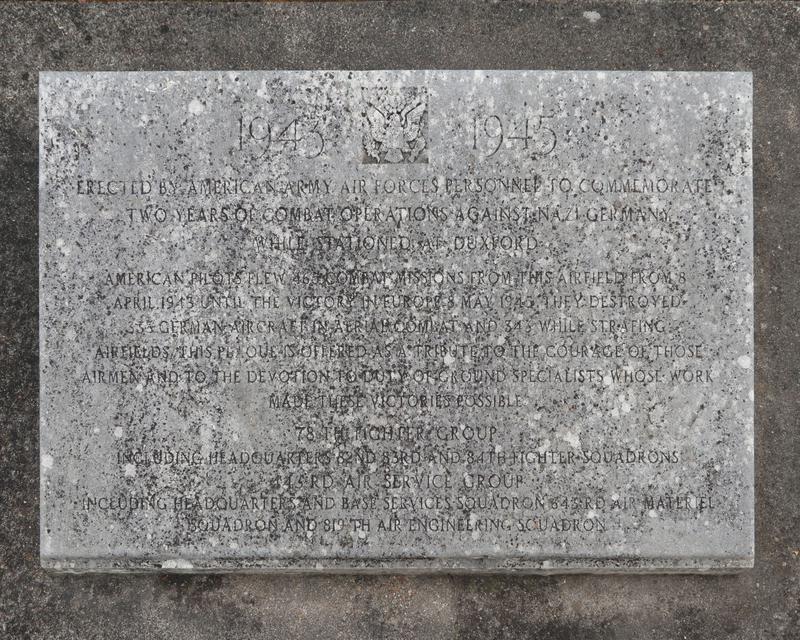 1943 1945
ERECTED BY AMERICAN ARMY AIR FORCES PERSONNEL TO COMMEMORATE
TWO YEARS OF COMBAT OPERATIONS AGAINST NAZI GERMANY
WHILE STATIONED AT DUXFORD
AMERICAN PILOTS FLEW COMBAT MISSIONS FROM THIS AIRFIELD FROM 8
APRIL 1943 UNTIL THE VICTORY IN EUROPE 8 MAY 1945. THEY DESTROYED
GERMAN AIRCRAFT IN AERIAL COMBAT AND WHILE STRAFING
AIRFIELDS. THIS PLAQUE IS OFFERED AS A TRIBUTE TO THE COURAGE OF THOSE
AIRMEN AND TO THE DEVOTION TO DUTY OF GROUND SPECIALISTS WHOSE WORK
MADE THESE VICTORIES POSSIBLE
78 TH FIGHTER GROUP
INCLUDING HEADQUARTERS 82ND 83RD AND 84TH FIGHTER SQUADRONS
AIR SERVICE GROUP
INCLUDING HEADQUARTERS AND BASE SERVICES SQUADRON 643RD AIR MATERIEL
SQUADRON AND 819 TH AIR ENGINEERING SQUADRON